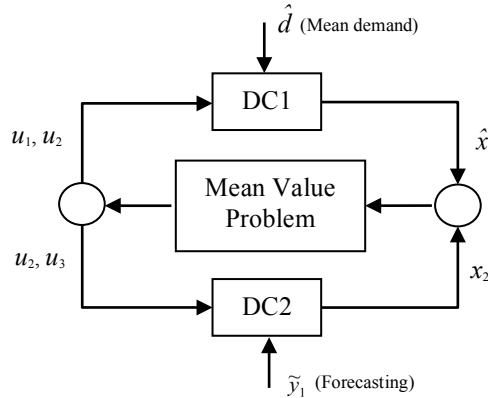 d̂ (Mean demand)
DC1
u₁, u₂
x̂
Mean Value
Problem
u₂, u₃
x₂
DC2
ỹ₁ (Forecasting)